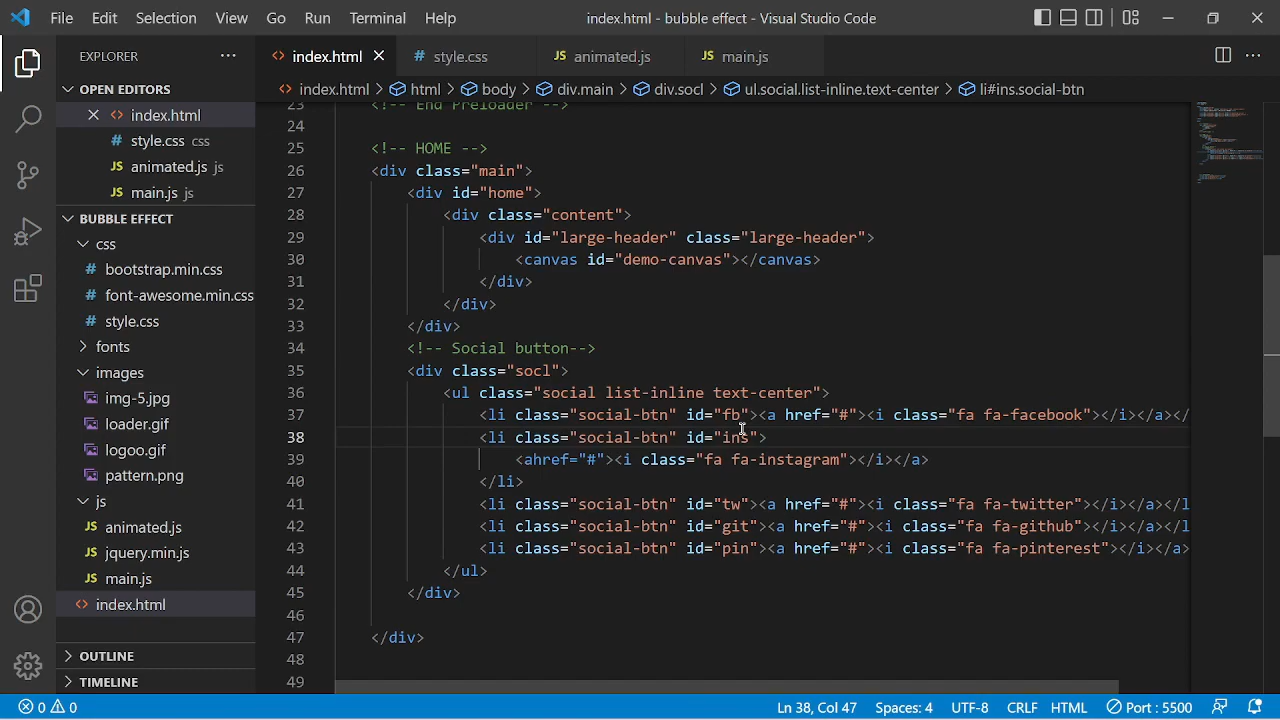 File Edit Selection View Go Run Terminal Help index.html - bubble effect - Visual Studio Code
EXPLORER ··· <> index.html × # style.css JS animated.js JS main.js ···
index.html > html > body > div.main > div.socl > ul.social.list-inline.text-center > li#ins.social-btn
OPEN EDITORS
× <> index.html
# style.css css
JS animated.js js
JS main.js js
BUBBLE EFFECT
css
# bootstrap.min.css
# font-awesome.min.css
# style.css
fonts
images
img-5.jpg
loader.gif
logoo.gif
pattern.png
js
JS animated.js
JS jquery.min.js
JS main.js
<> index.html
OUTLINE
TIMELINE
23 <!-- End Preloader -->
24
25 <!-- HOME -->
26 <div class="main">
27 <div id="home">
28 <div class="content">
29 <div id="large-header" class="large-header">
30 <canvas id="demo-canvas"></canvas>
31 </div>
32 </div>
33 </div>
34 <!-- Social button-->
35 <div class="socl">
36 <ul class="social list-inline text-center">
37 <li class="social-btn" id="fb"><a href="#"><i class="fa fa-facebook"></i></a></
38 <li class="social-btn" id="ins">
39 <ahref="#"><i class="fa fa-instagram"></i></a>
40 </li>
41 <li class="social-btn" id="tw"><a href="#"><i class="fa fa-twitter"></i></a></l
42 <li class="social-btn" id="git"><a href="#"><i class="fa fa-github"></i></a></l
43 <li class="social-btn" id="pin"><a href="#"><i class="fa fa-pinterest"></i></a>
44 </ul>
45 </div>
46
47 </div>
48
49
0 0 Ln 38, Col 47 Spaces: 4 UTF-8 CRLF HTML Port : 5500